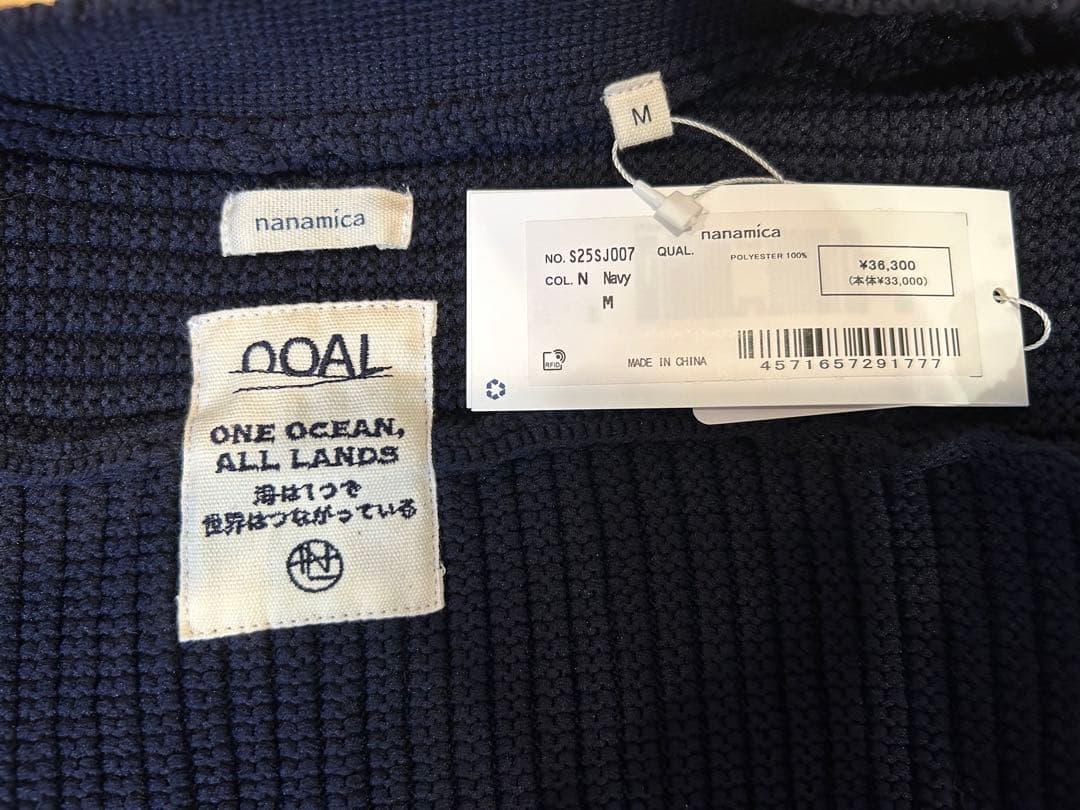 M
nanamica
OOAL
ONE OCEAN,
ALL LANDS
海は1つで
世界はつながっている
nanamica
NO. S25SJ007
QUAL.
POLYESTER 100%
COL. N Navy
M
¥36,300
(本体¥33,000)
RFID
MADE IN CHINA
4571657291777